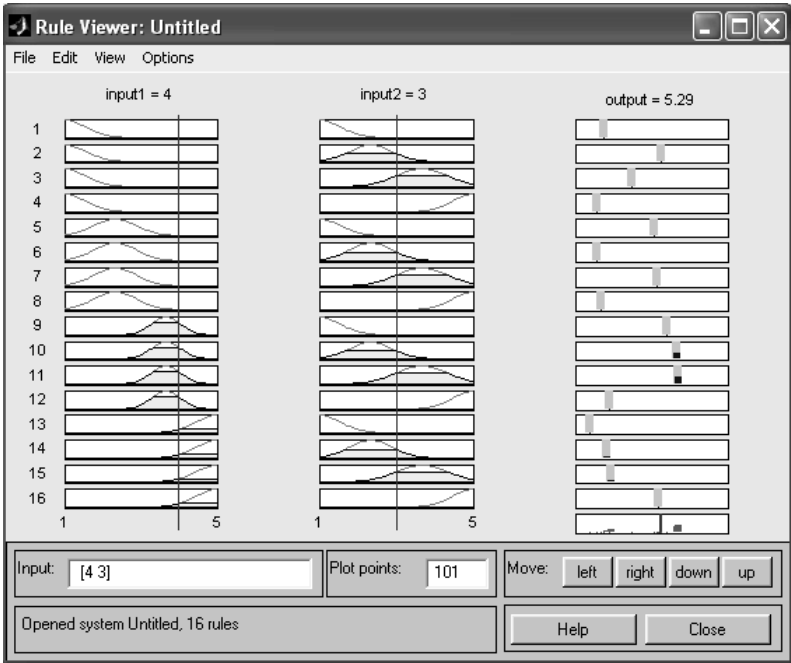 Rule Viewer: Untitled
File Edit View Options
input1 = 4 input2 = 3 output = 5.29
1
2
3
4
5
6
7
8
9
10
11
12
13
14
15
16
1 5 1 5
Input: [4 3] Plot points: 101 Move: left right down up
Opened system Untitled, 16 rules Help Close